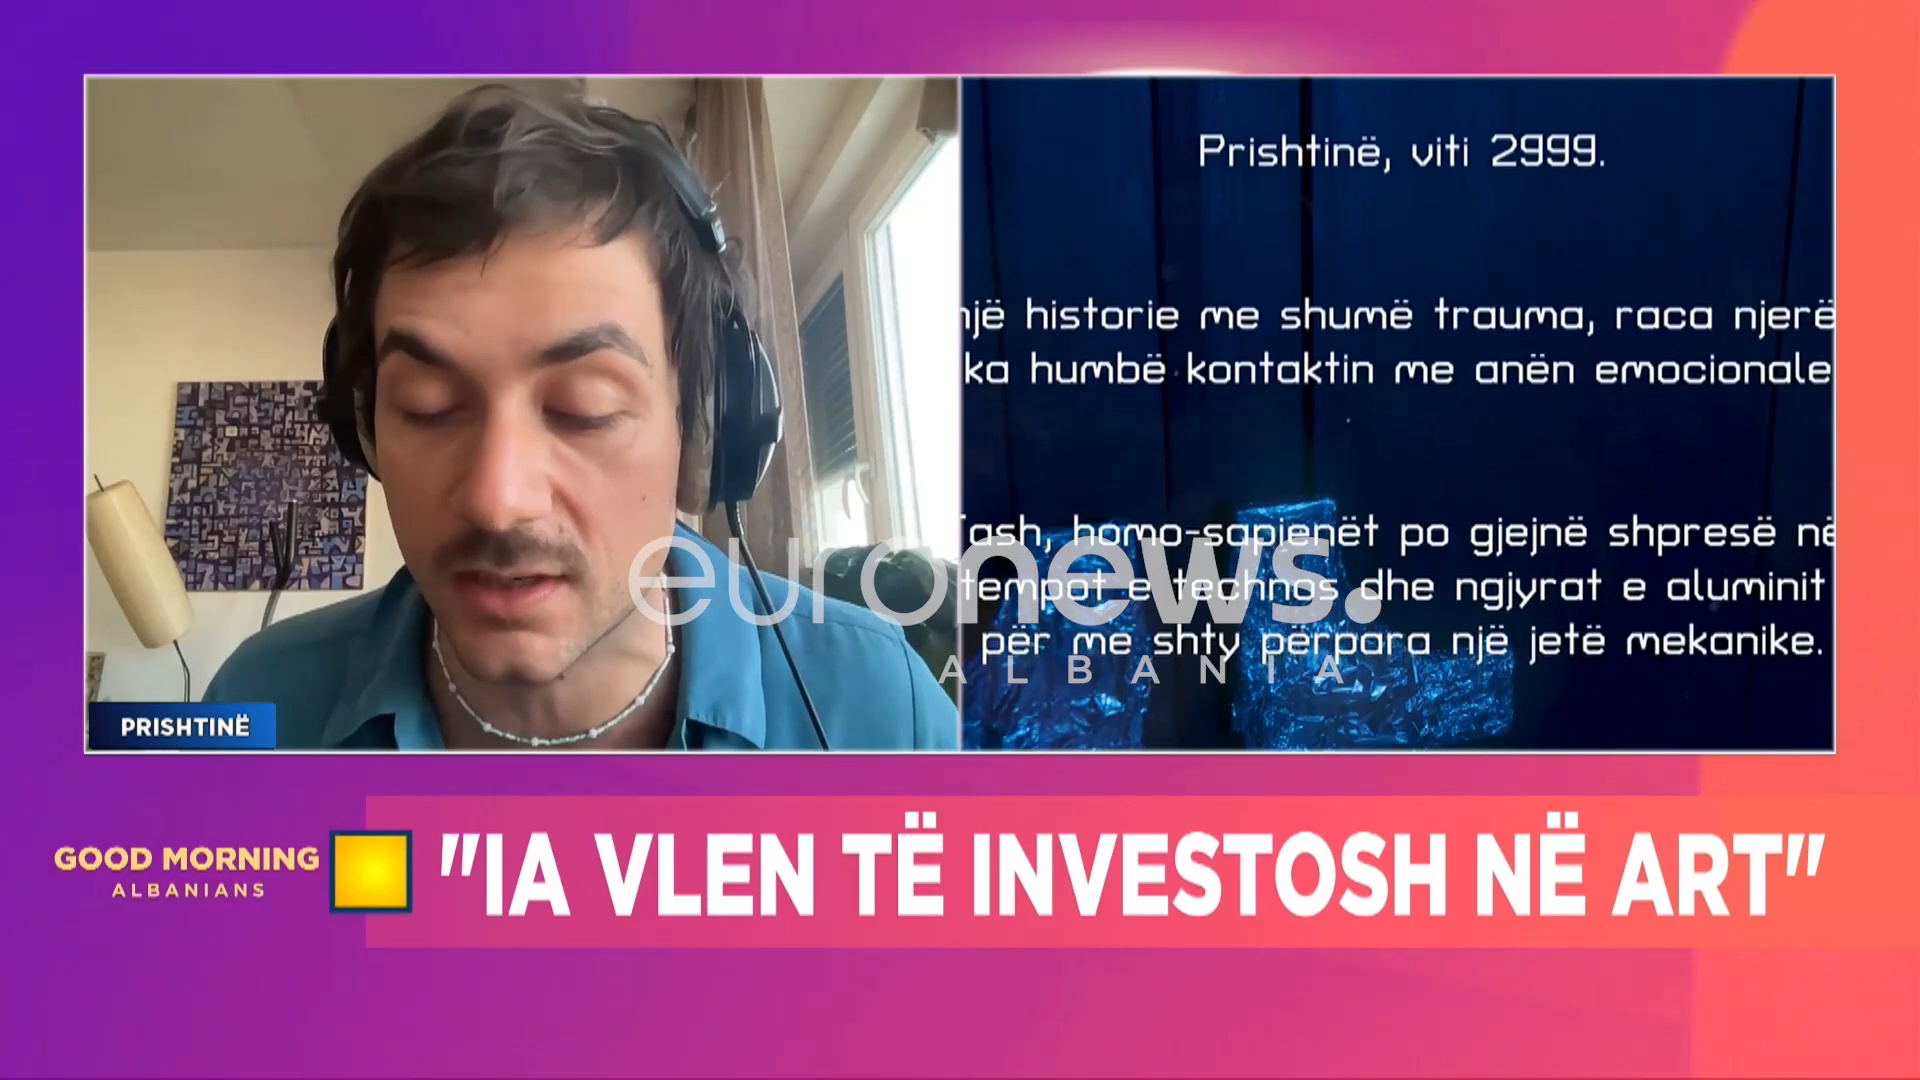 Prishtinë, viti 2999.
një historie me shumë trauma, raca njerë
ka humbë kontaktin me anën emocionale
Tash, homo-sapienët po gjejnë shpresë në
tempot e technos dhe ngjyrat e aluminit
për me shty përpara një jetë mekanike.
euronews.
ALBANIA
PRISHTINË
GOOD MORNING
ALBANIANS
"IA VLEN TË INVESTOSH NË ART"